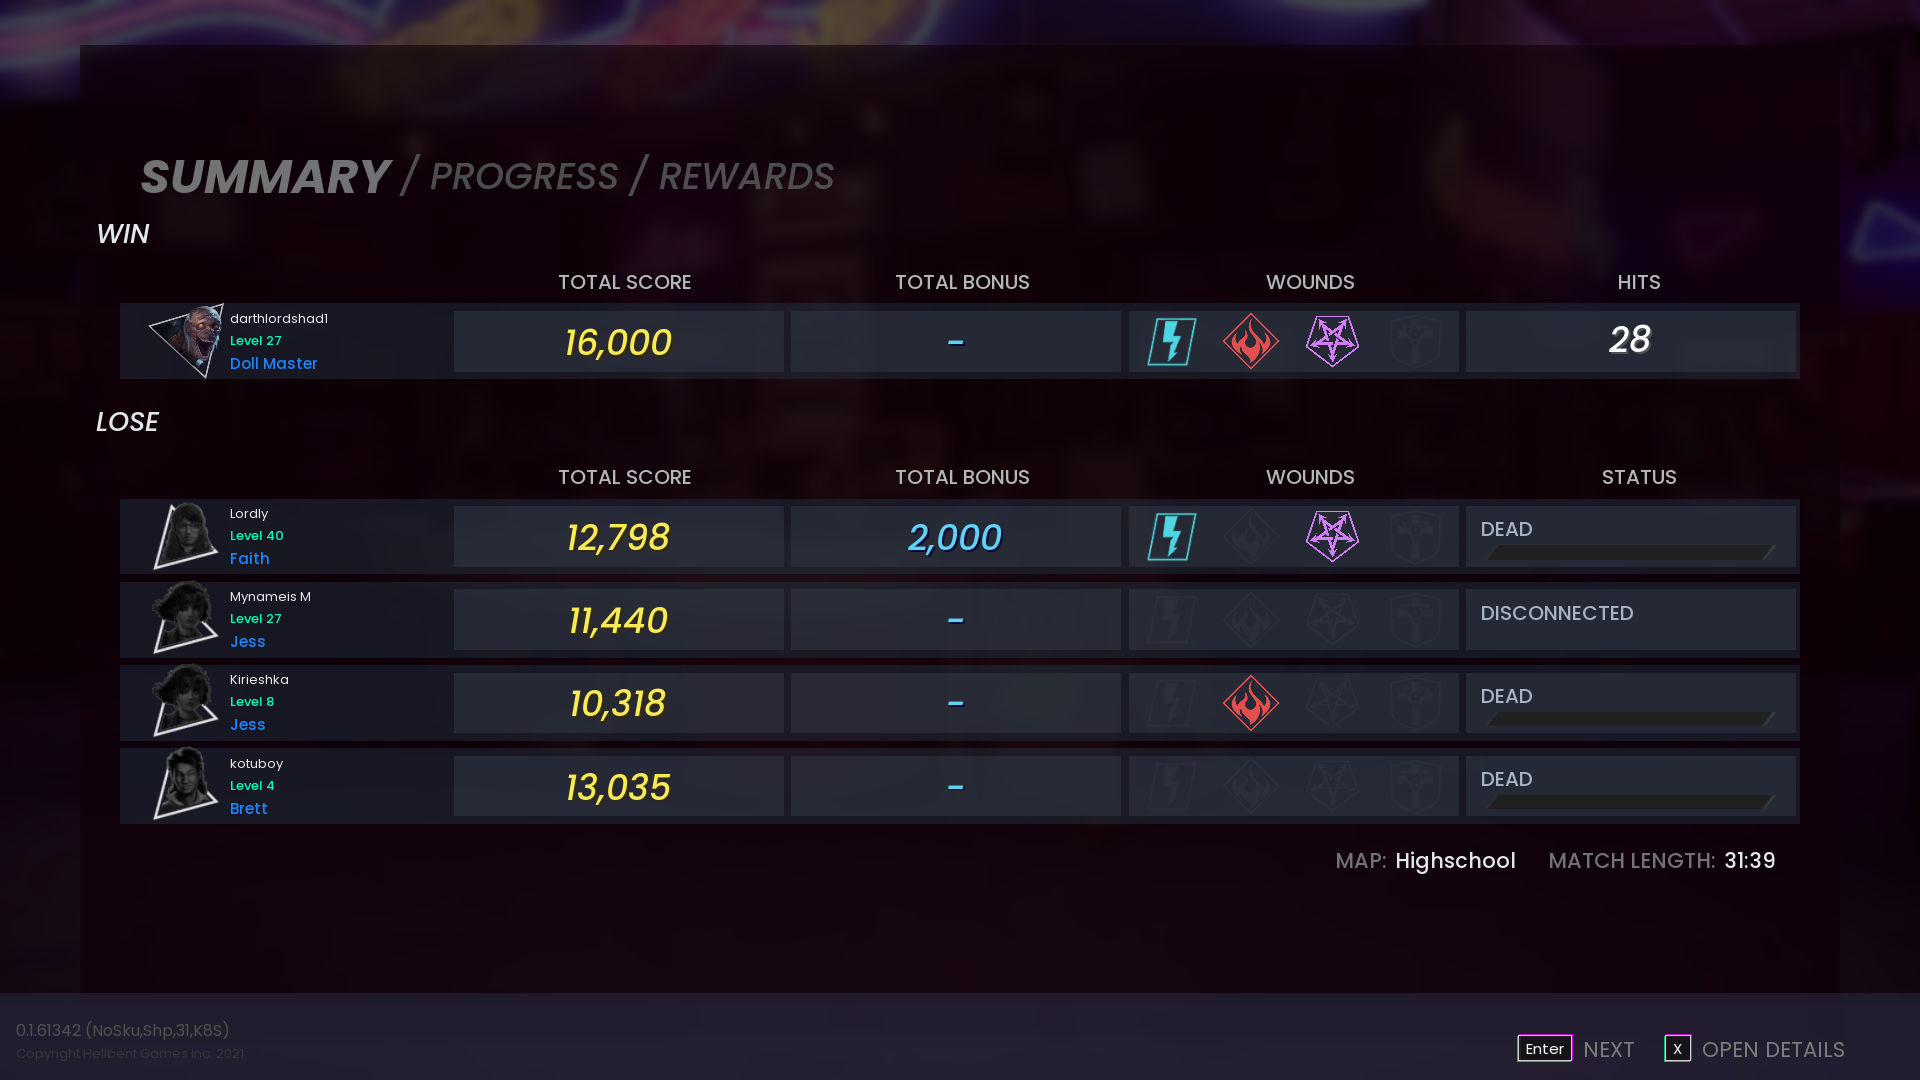 SUMMARY / PROGRESS / REWARDS
WIN
TOTAL SCORE TOTAL BONUS WOUNDS HITS
darthlordshad1
Level 27
Doll Master
16,000 - 28
LOSE
TOTAL SCORE TOTAL BONUS WOUNDS STATUS
Lordly
Level 40
Faith
12,798 2,000 DEAD
Mynameis M
Level 27
Jess
11,440 - DISCONNECTED
Kirieshka
Level 8
Jess
10,318 - DEAD
kotuboy
Level 4
Brett
13,035 - DEAD
MAP: Highschool MATCH LENGTH: 31:39
0.1.61342 (NoSku,Shp,31,K8S)
Copyright Hellbent Games Inc. 2021
Enter NEXT X OPEN DETAILS